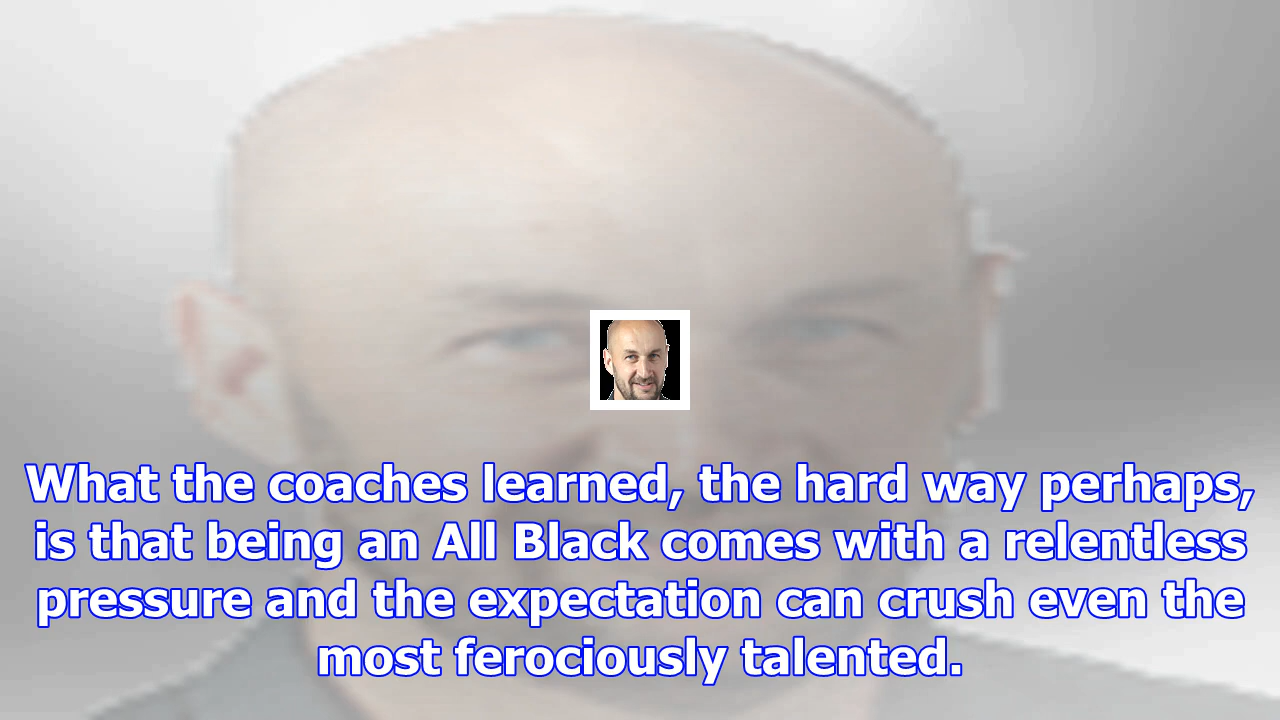 What the coaches learned, the hard way perhaps,
is that being an All Black comes with a relentless
pressure and the expectation can crush even the
most ferociously talented.